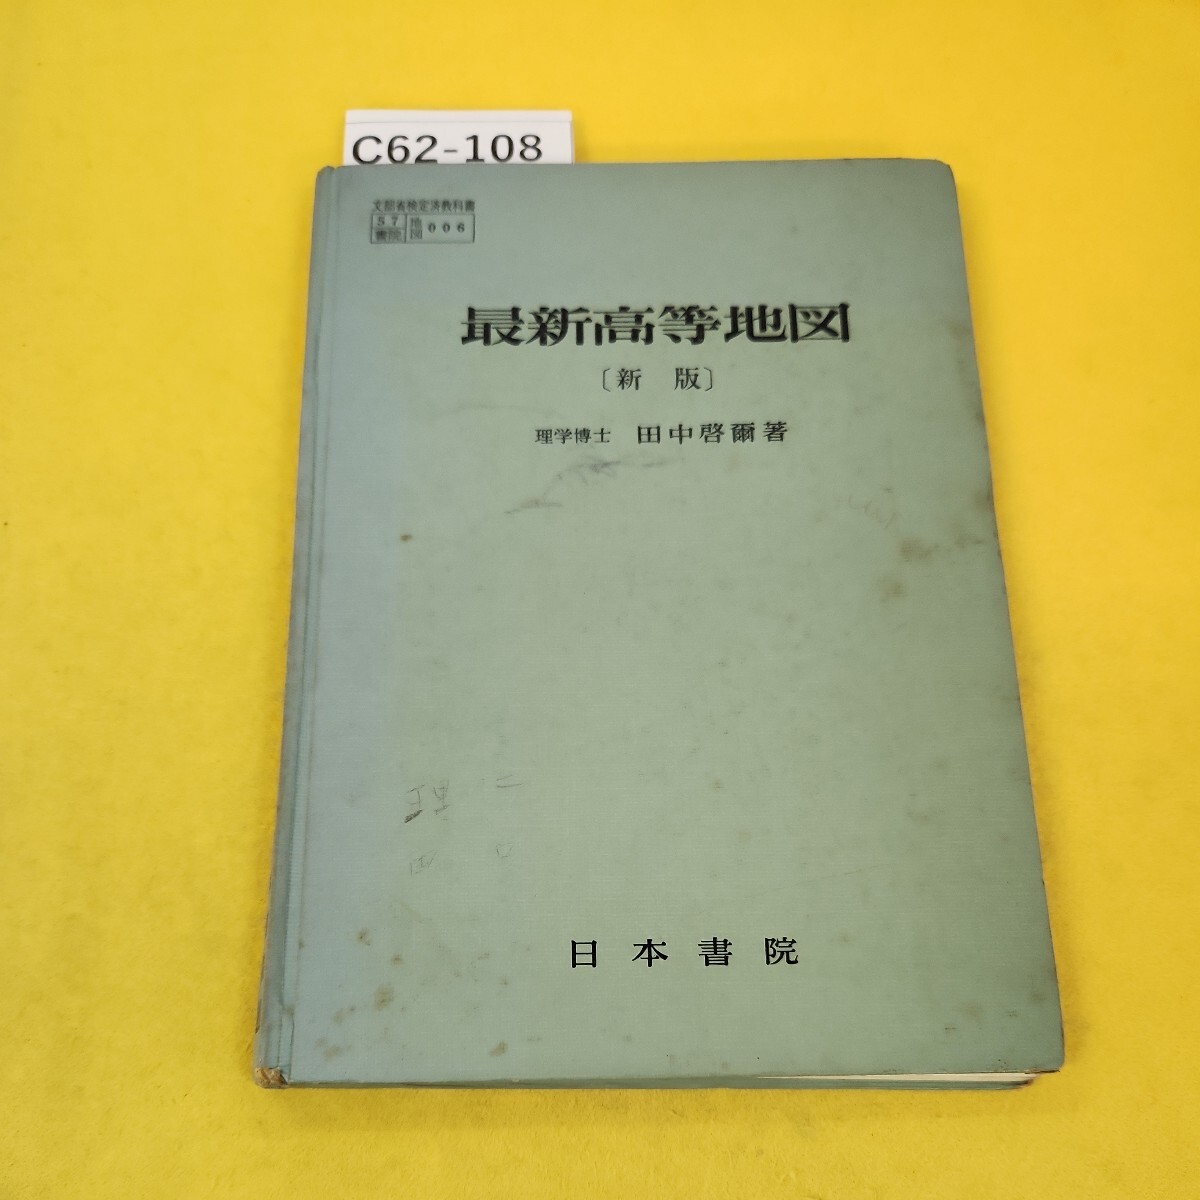 C62-108
文部省検定済教科書
57 地図 006
書院
最新高等地図
〔新 版〕
理学博士 田中啓爾著
日本書院